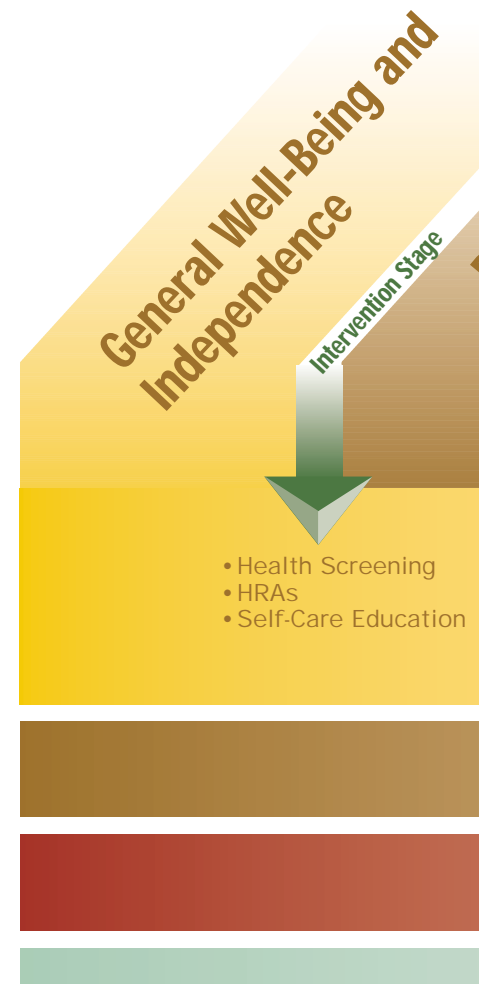 General Well-Being and
Independence
Intervention Stage
• Health Screening
• HRAs
• Self-Care Education